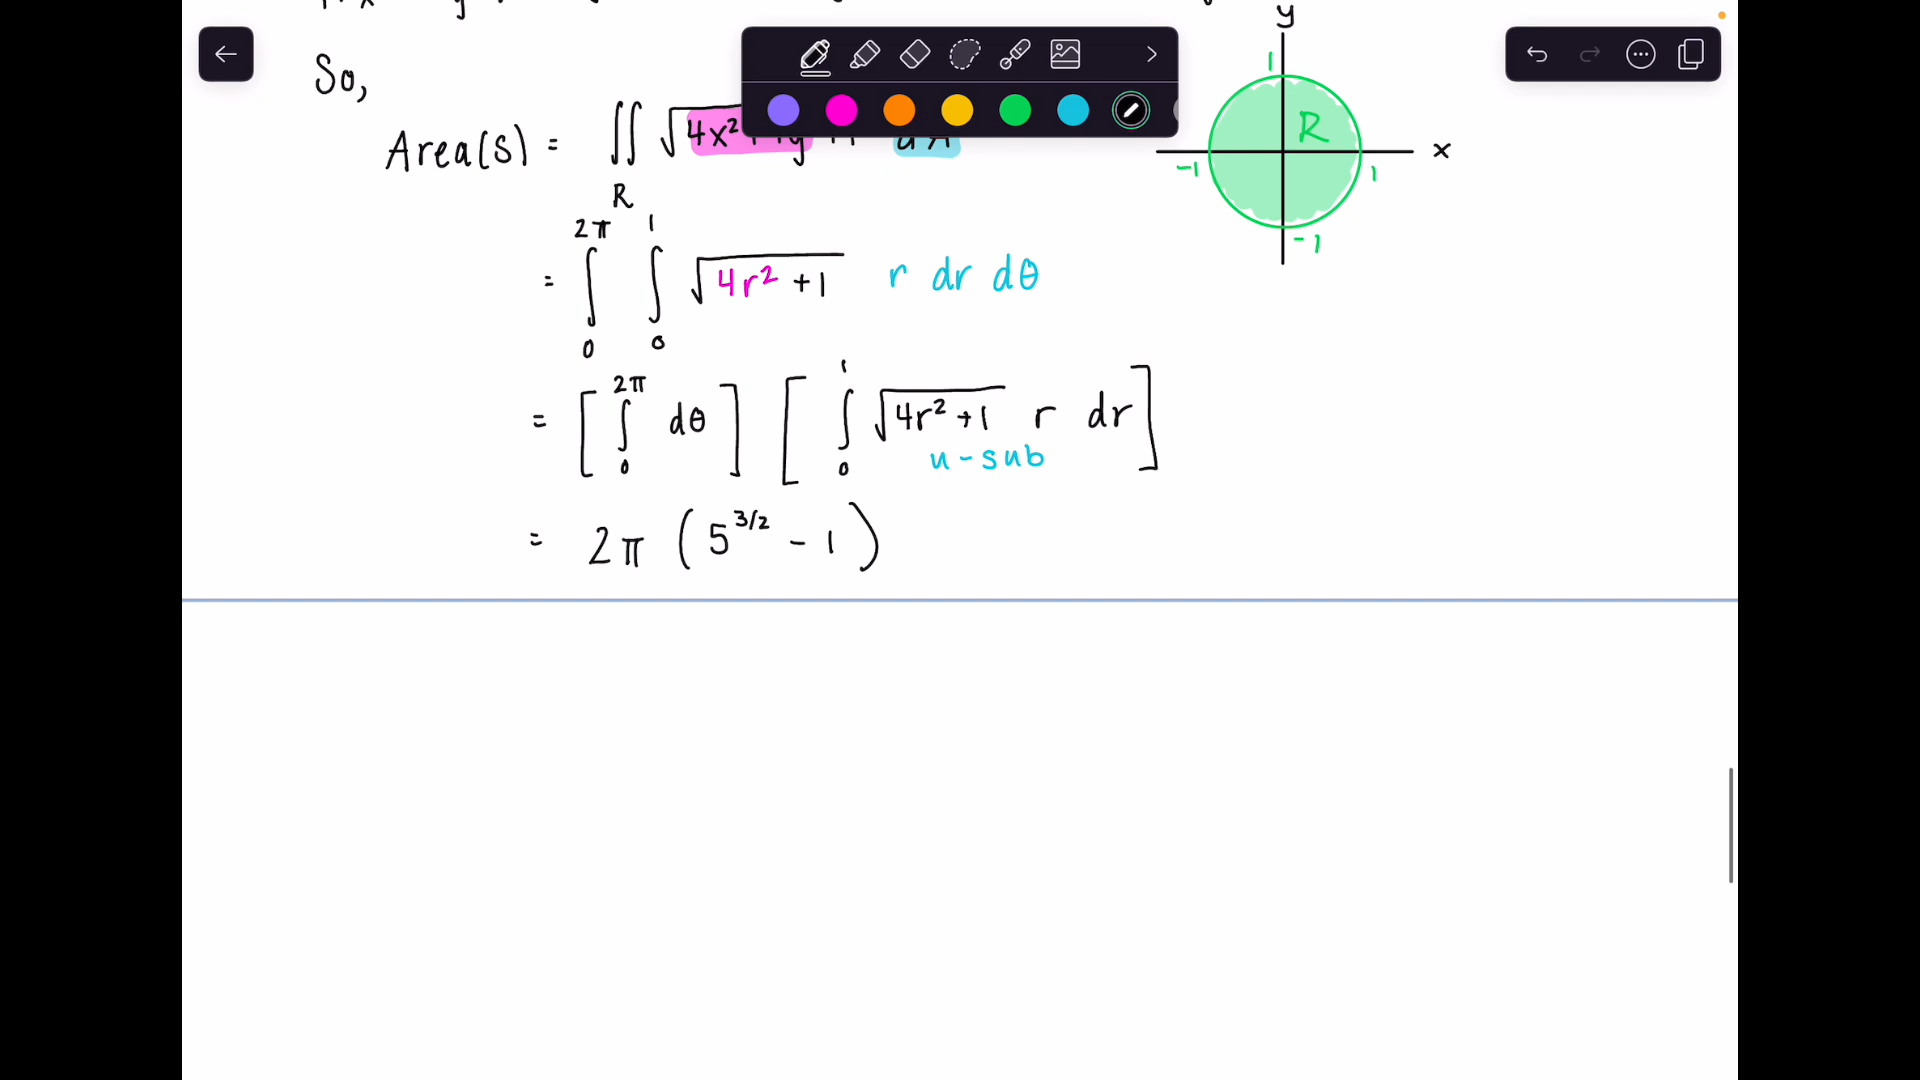 y
So,
1
Area(S) = ∬ √4x²
R
R
-1 1 x
-1
= ∫₀^{2π} ∫₀^{1} √(4r² + 1) r dr dθ
= [ ∫₀^{2π} dθ ] [ ∫₀^{1} √(4r² + 1) r dr ]
u - sub
= 2π ( 5^{3/2} - 1 )